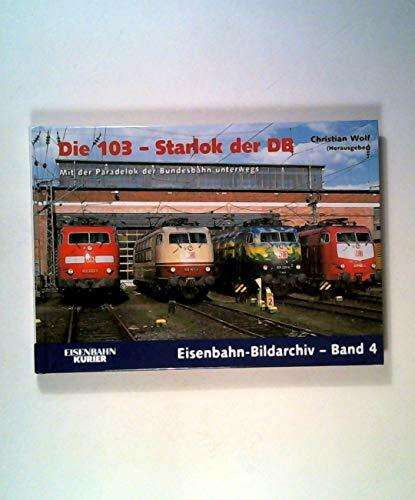 Die 103 – Starlok der DB
Christian Wolf
(Herausgeber)
Mit der Paradelok der Bundesbahn unterwegs
2
EISENBAHN
KURIER
Eisenbahn-Bildarchiv – Band 4